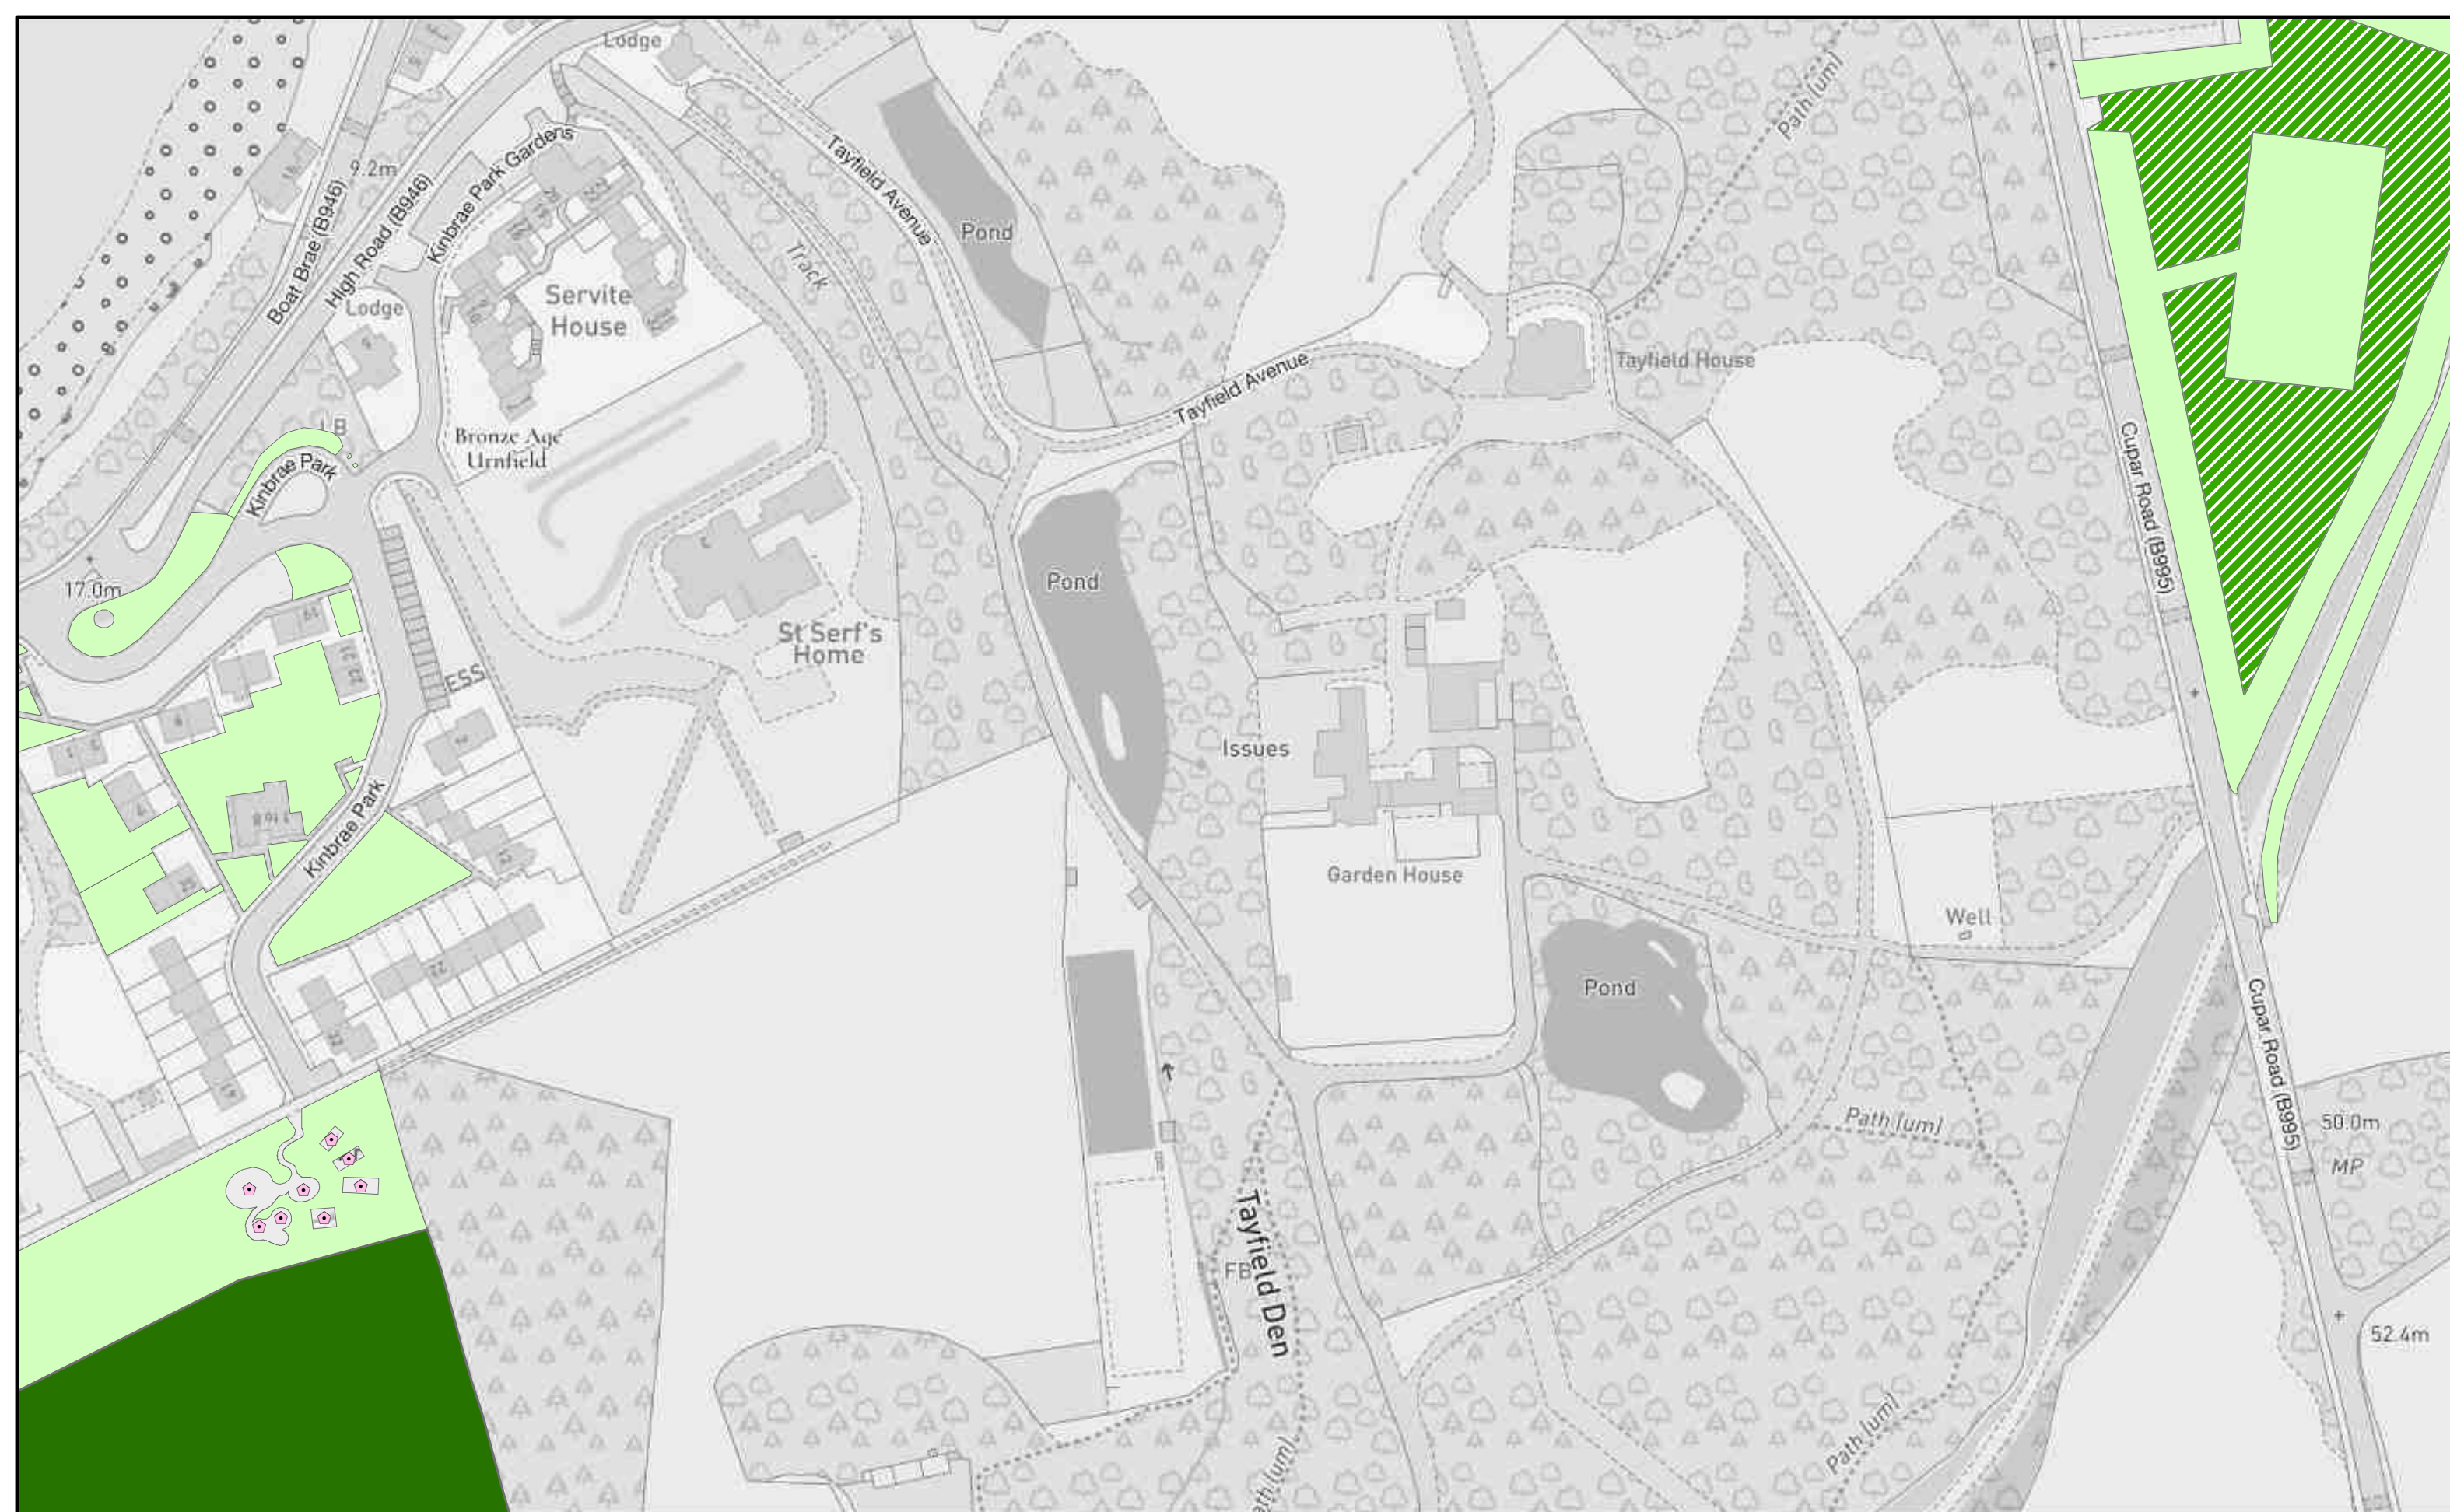 Lodge
Path (um)
9.2m
Kinbrae Park Gardens
Tayfield Avenue
Boat Brae (B946)
High Road (B946)
Pond
Track
Servite
House
Lodge
Tayfield House
Tayfield Avenue
LB
Bronze Age
Urnfield
Kinbrae Park
Cupar Road (B995)
17.0m
Pond
St Serf's
Home
ESS
Issues
Kinbrae Park
Garden House
Well
Pond
Cupar Road (B995)
Path (um)
50.0m
MP
Tayfield Den
FB
52.4m
Path (um)